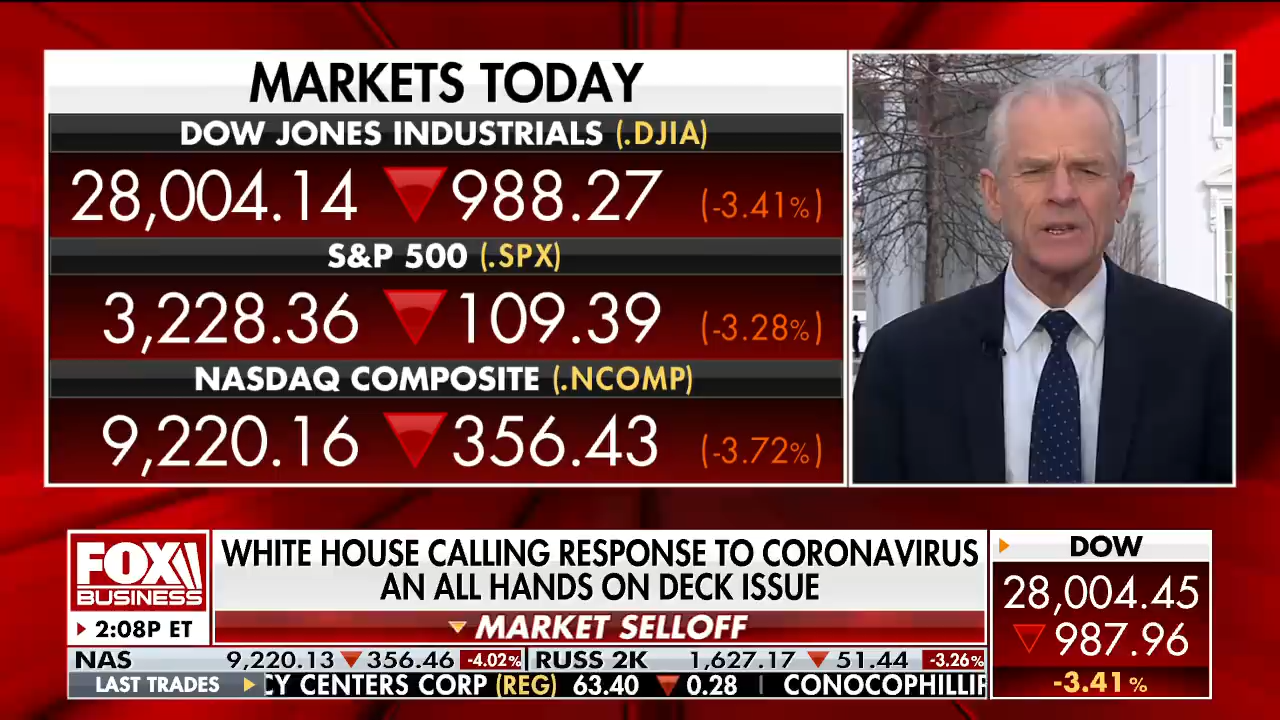 MARKETS TODAY
DOW JONES INDUSTRIALS (.DJIA)
28,004.14 ▼ 988.27 (-3.41%)
S&P 500 (.SPX)
3,228.36 ▼ 109.39 (-3.28%)
NASDAQ COMPOSITE (.NCOMP)
9,220.16 ▼ 356.43 (-3.72%)
FOX BUSINESS
2:08P ET
WHITE HOUSE CALLING RESPONSE TO CORONAVIRUS
AN ALL HANDS ON DECK ISSUE
MARKET SELLOFF
DOW
28,004.45
▼ 987.96
-3.41%
NAS 9,220.13 ▼ 356.46 -4.02% RUSS 2K 1,627.17 ▼ 51.44 -3.26%
LAST TRADES CY CENTERS CORP (REG) 63.40 ▼ 0.28 | CONOCOPHILLIP